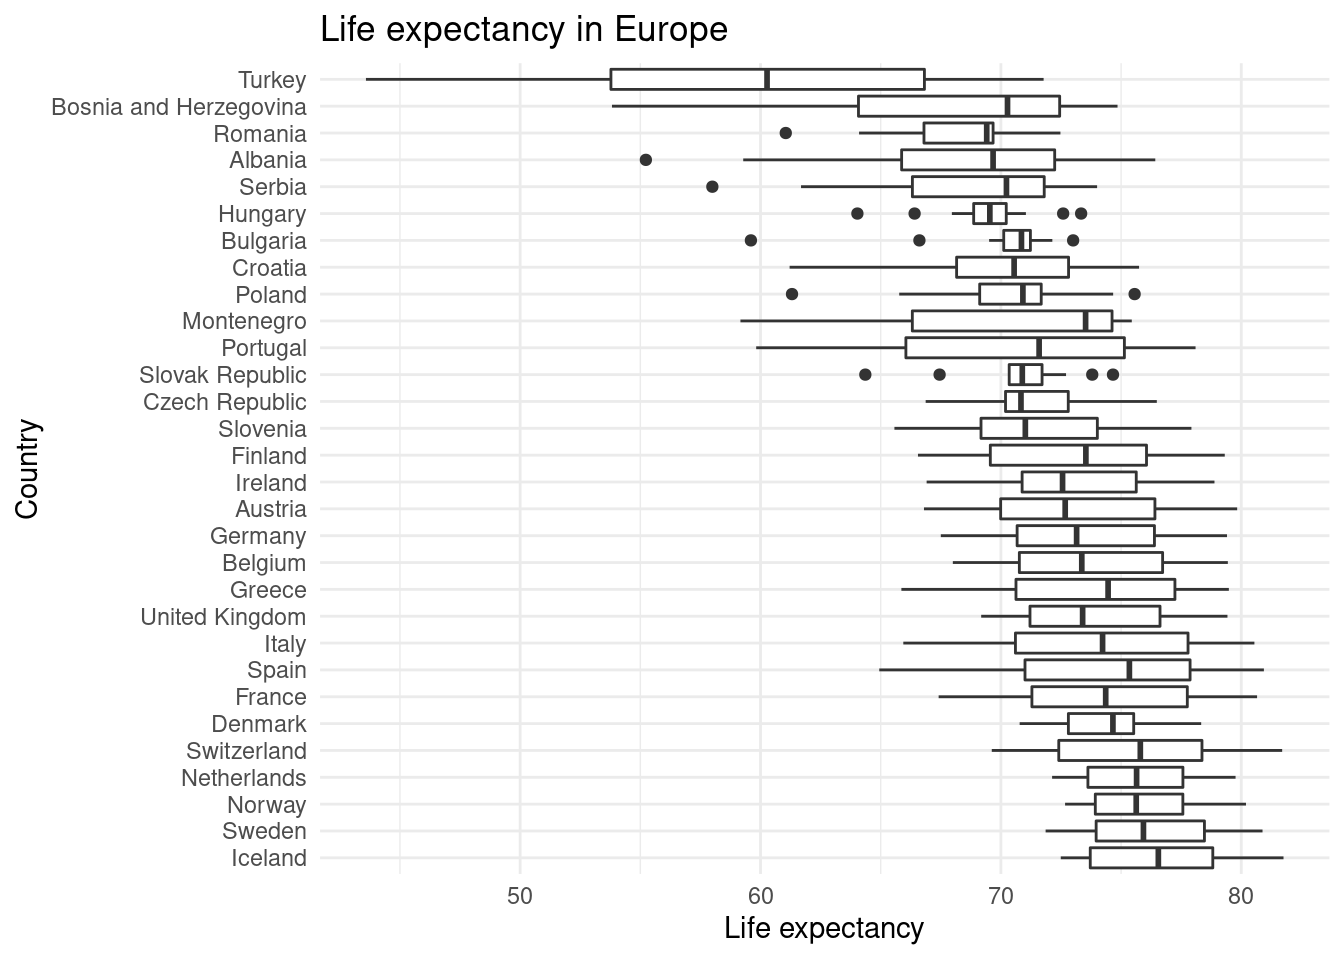 Life expectancy in Europe
Turkey
Bosnia and Herzegovina
Romania
Albania
Serbia
Hungary
Bulgaria
Croatia
Poland
Montenegro
Portugal
Slovak Republic
Czech Republic
Slovenia
Finland
Ireland
Austria
Germany
Belgium
Greece
United Kingdom
Italy
Spain
France
Denmark
Switzerland
Netherlands
Norway
Sweden
Iceland
Country
50 60 70 80
Life expectancy